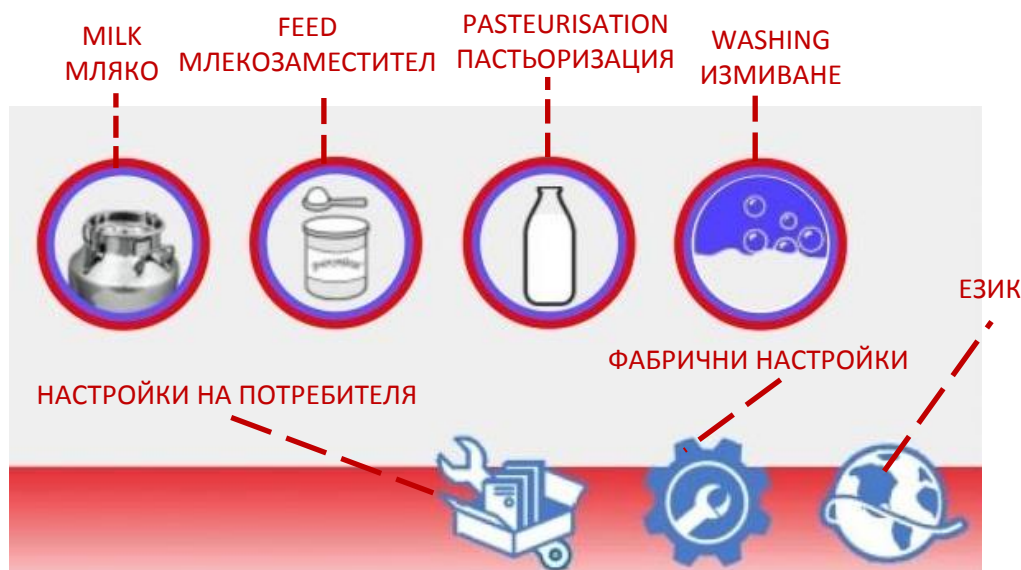 MILK
МЛЯКО
FEED
МЛЕКОЗАМЕСТИТЕЛ
PASTEURISATION
ПАСТЬОРИЗАЦИЯ
WASHING
ИЗМИВАНЕ
ЕЗИК
ФАБРИЧНИ НАСТРОЙКИ
НАСТРОЙКИ НА ПОТРЕБИТЕЛЯ